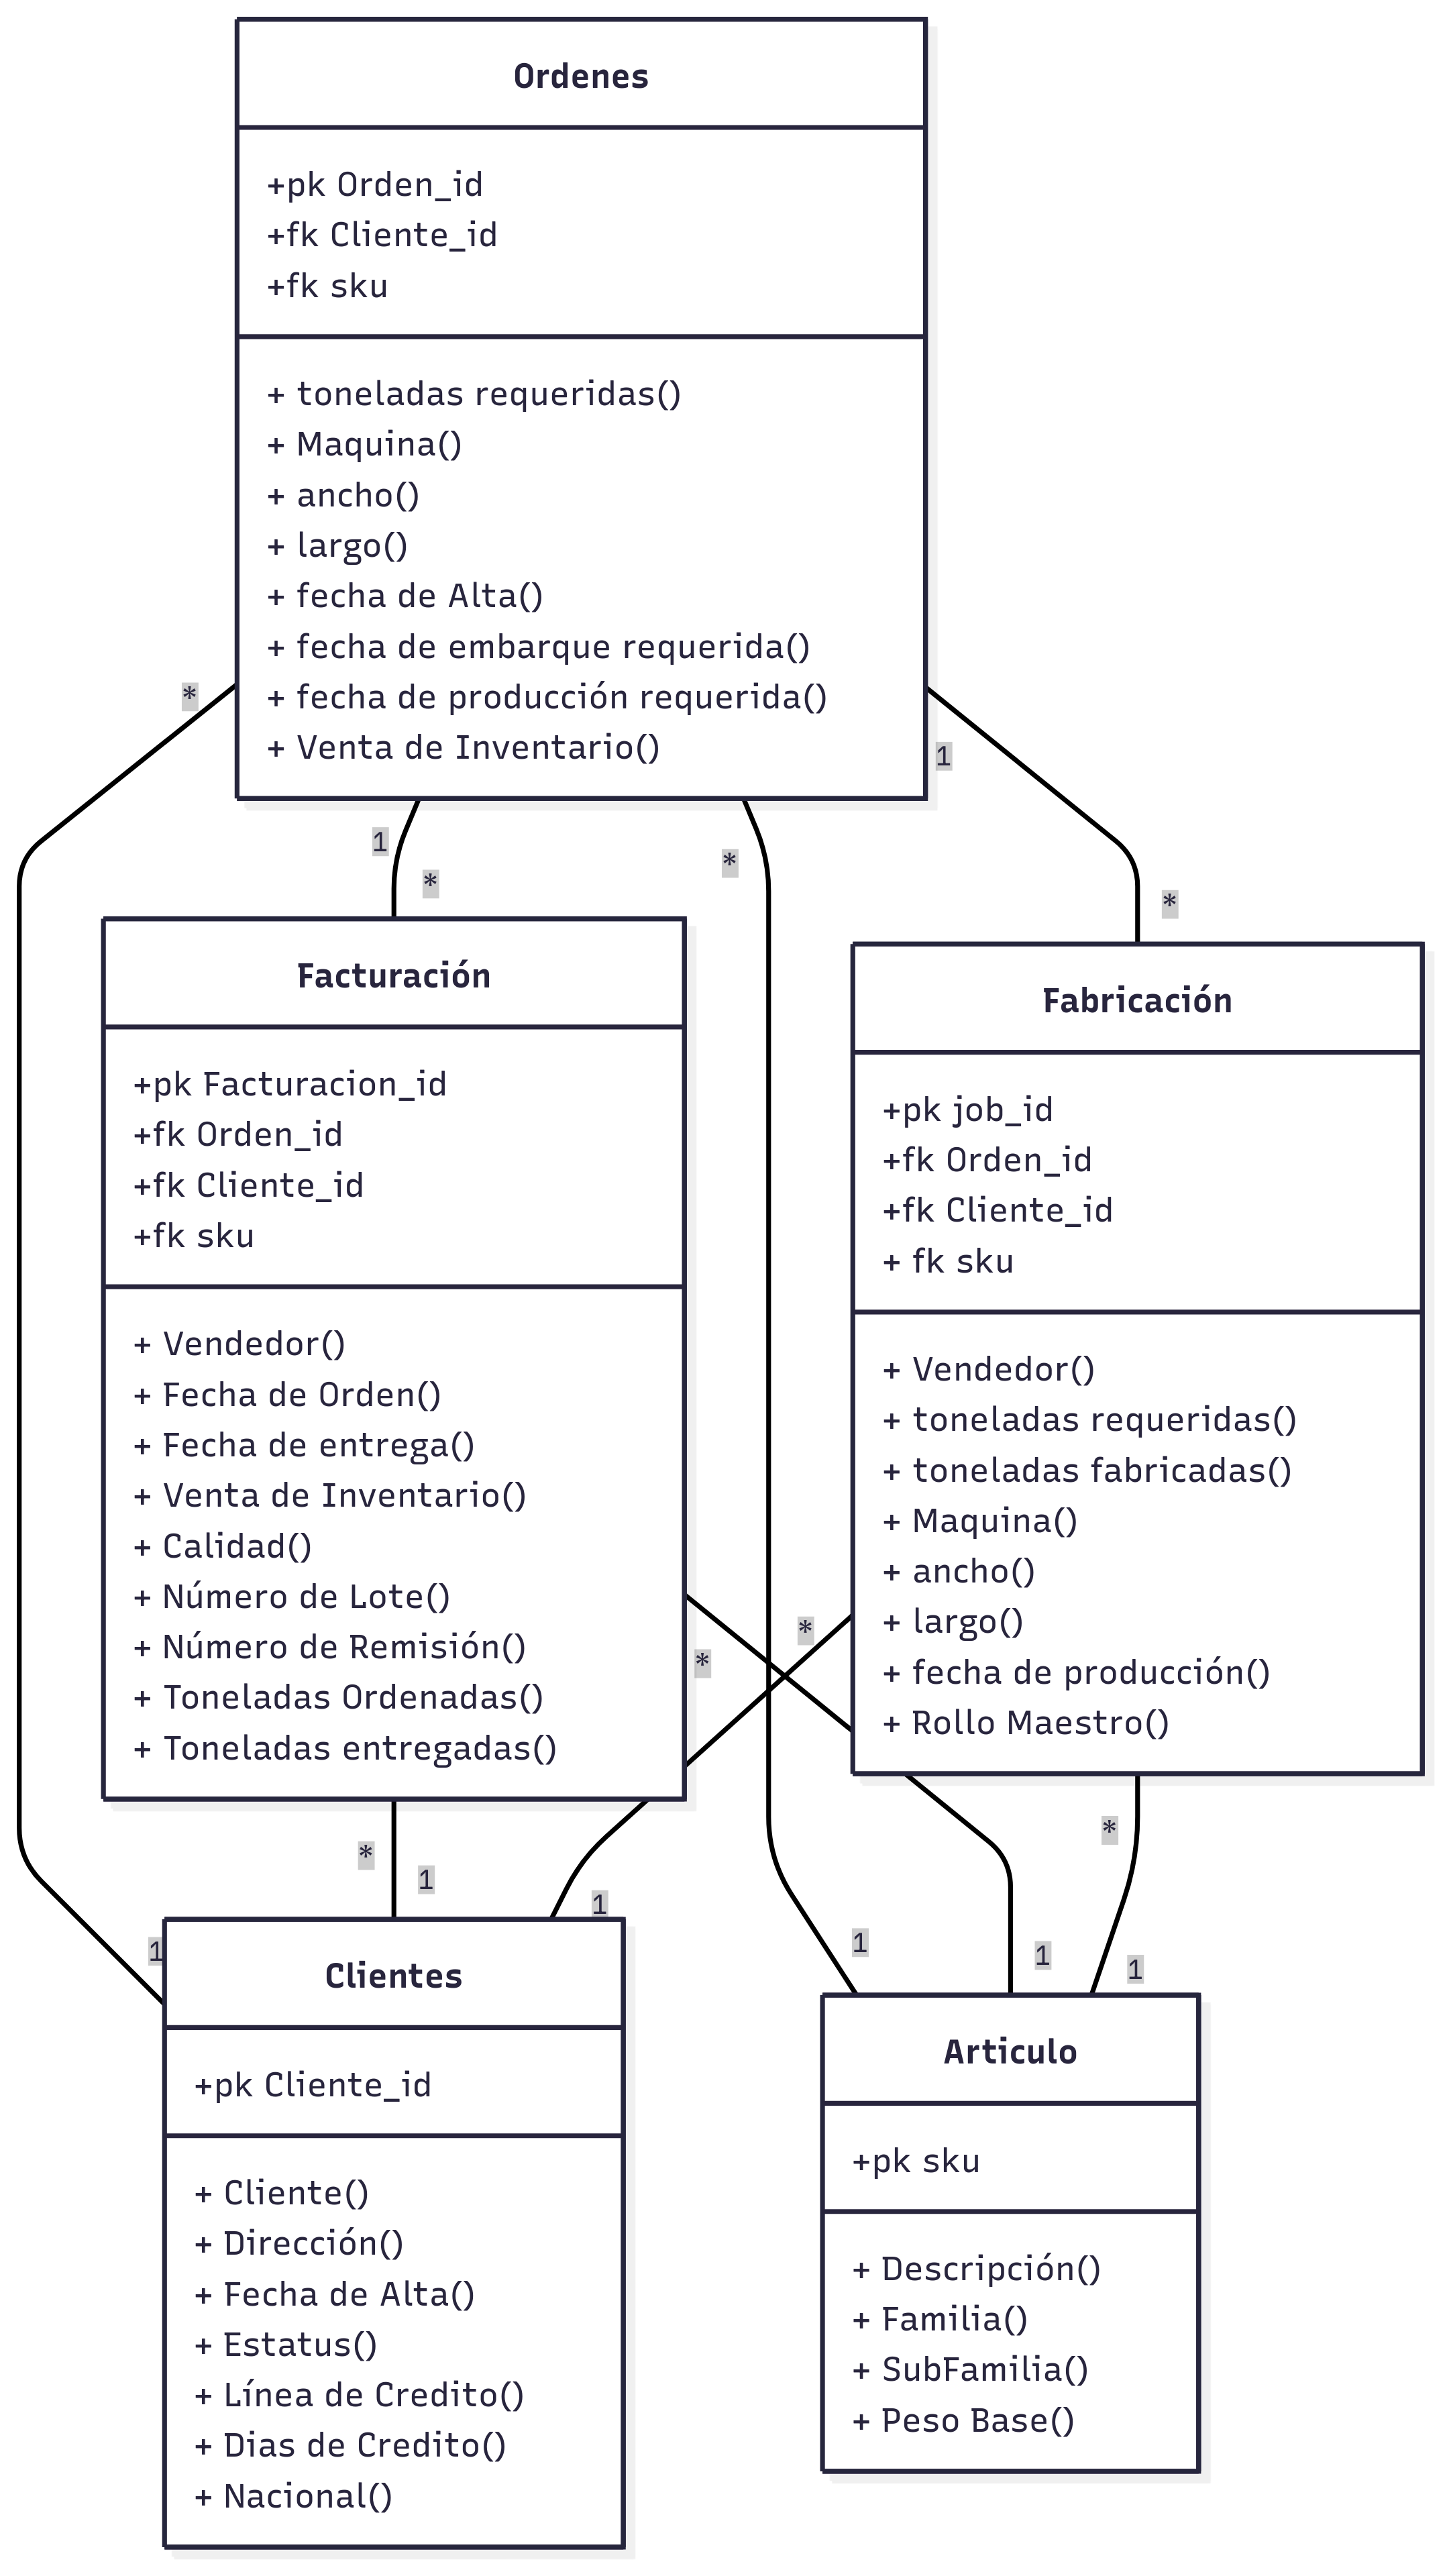 Ordenes
+pk Orden_id
+fk Cliente_id
+fk sku
+ toneladas requeridas()
+ Maquina()
+ ancho()
+ largo()
+ fecha de Alta()
+ fecha de embarque requerida()
+ fecha de producción requerida()
+ Venta de Inventario()
*
1
1
*
*
*
Facturación
+pk Facturacion_id
+fk Orden_id
+fk Cliente_id
+fk sku
+ Vendedor()
+ Fecha de Orden()
+ Fecha de entrega()
+ Venta de Inventario()
+ Calidad()
+ Número de Lote()
+ Número de Remisión()
+ Toneladas Ordenadas()
+ Toneladas entregadas()
Fabricación
+pk job_id
+fk Orden_id
+fk Cliente_id
+ fk sku
+ Vendedor()
+ toneladas requeridas()
+ toneladas fabricadas()
+ Maquina()
+ ancho()
+ largo()
+ fecha de producción()
+ Rollo Maestro()
*
*
*
*
1
1
1
1
1
1
Clientes
+pk Cliente_id
+ Cliente()
+ Dirección()
+ Fecha de Alta()
+ Estatus()
+ Línea de Credito()
+ Dias de Credito()
+ Nacional()
Articulo
+pk sku
+ Descripción()
+ Familia()
+ SubFamilia()
+ Peso Base()